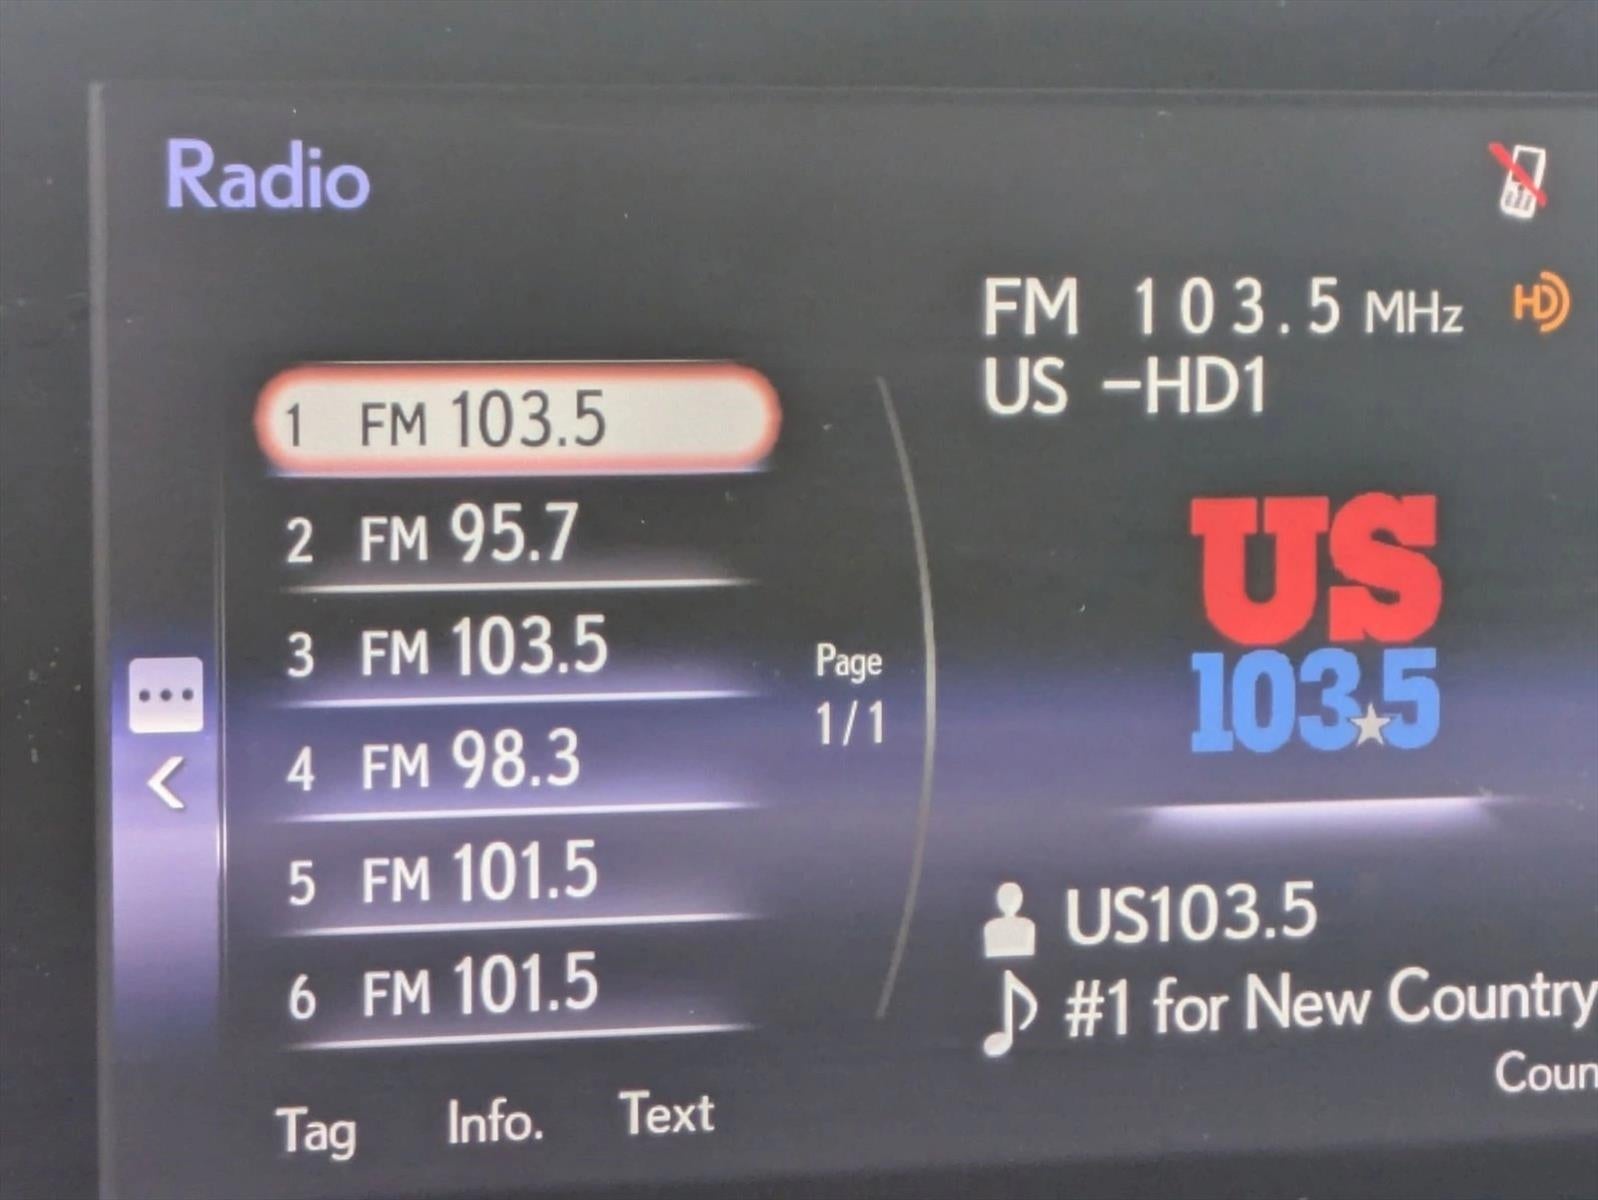 Radio
FM 103.5 MHz HD
US -HD1
1 FM 103.5
2 FM 95.7
3 FM 103.5
4 FM 98.3
5 FM 101.5
6 FM 101.5
Page
1/1
US
103.5
US103.5
#1 for New Country
Coun
Tag Info. Text